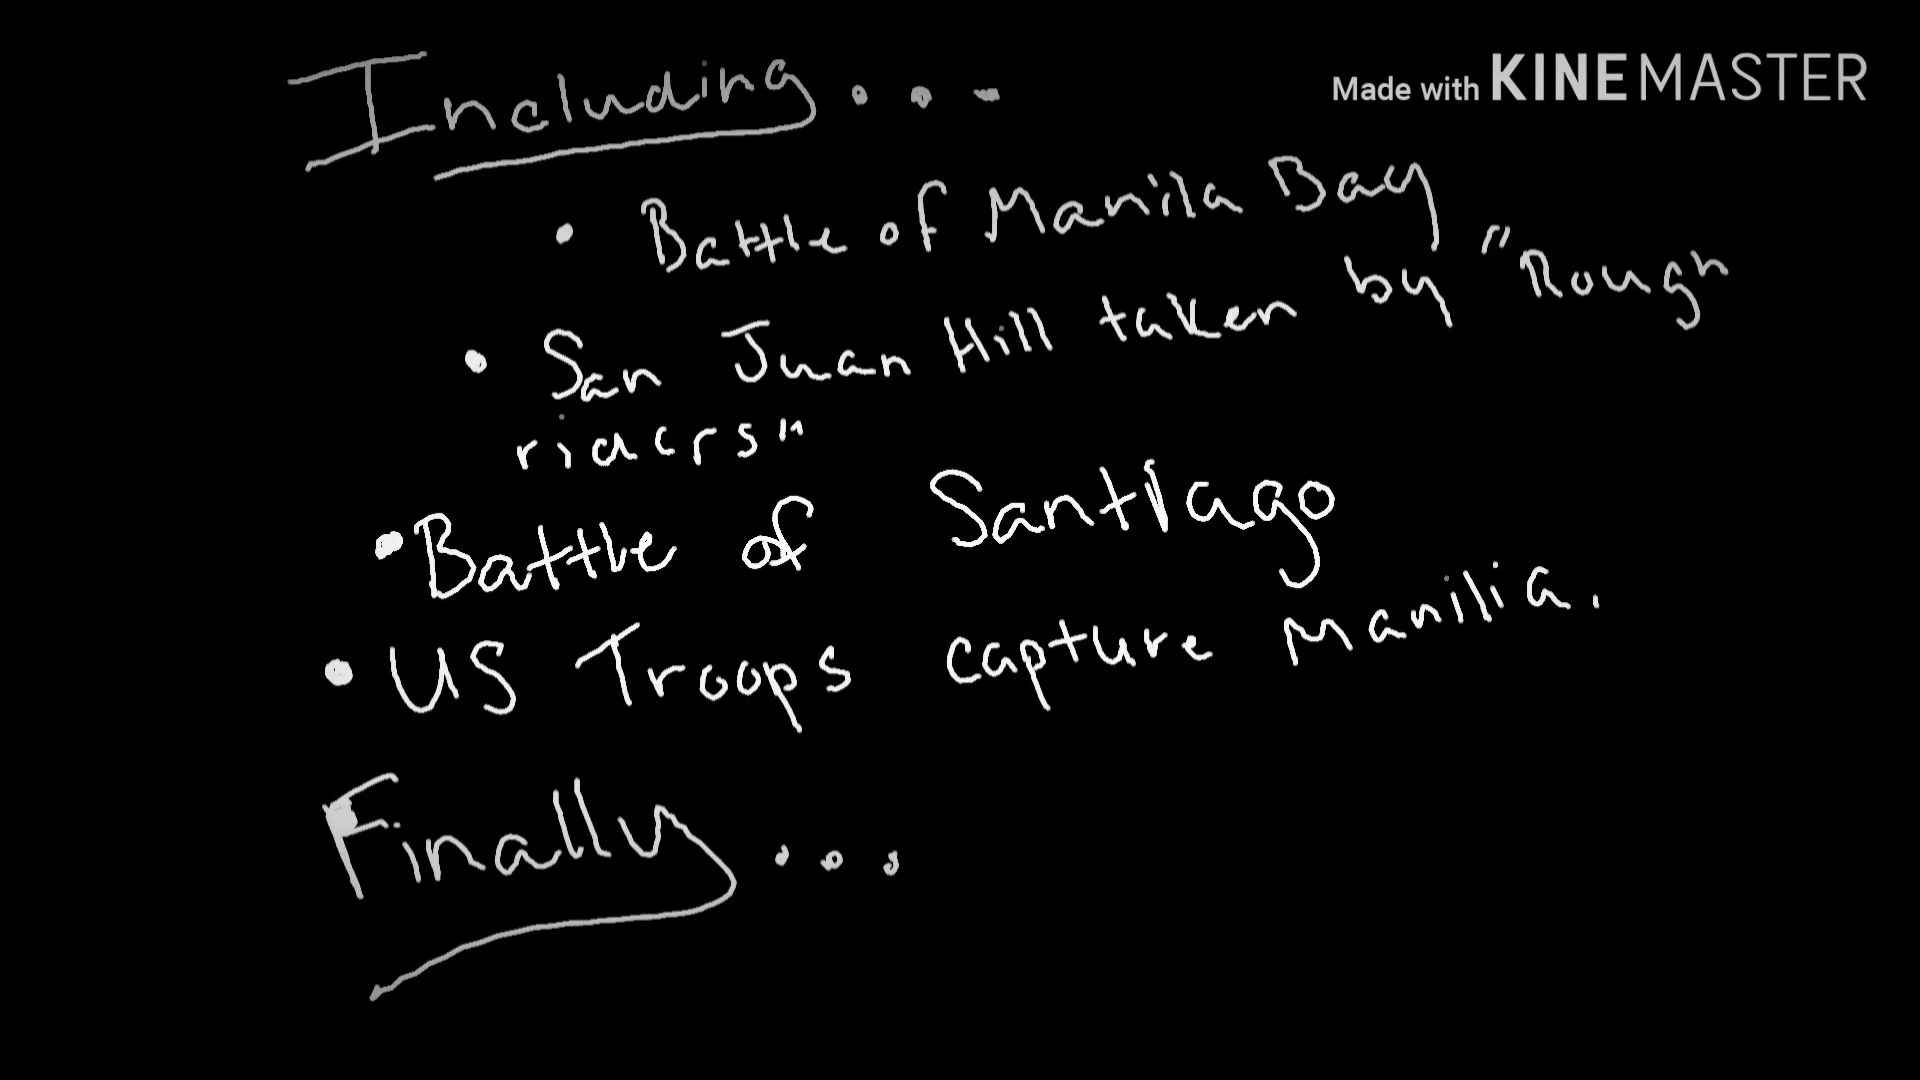 Including...
Made with KINEMASTER
• Battle of Manila Bay
• San Juan Hill taken by "Rough
riders"
• Battle of Santiago
• US Troops capture Manilia.
Finally...